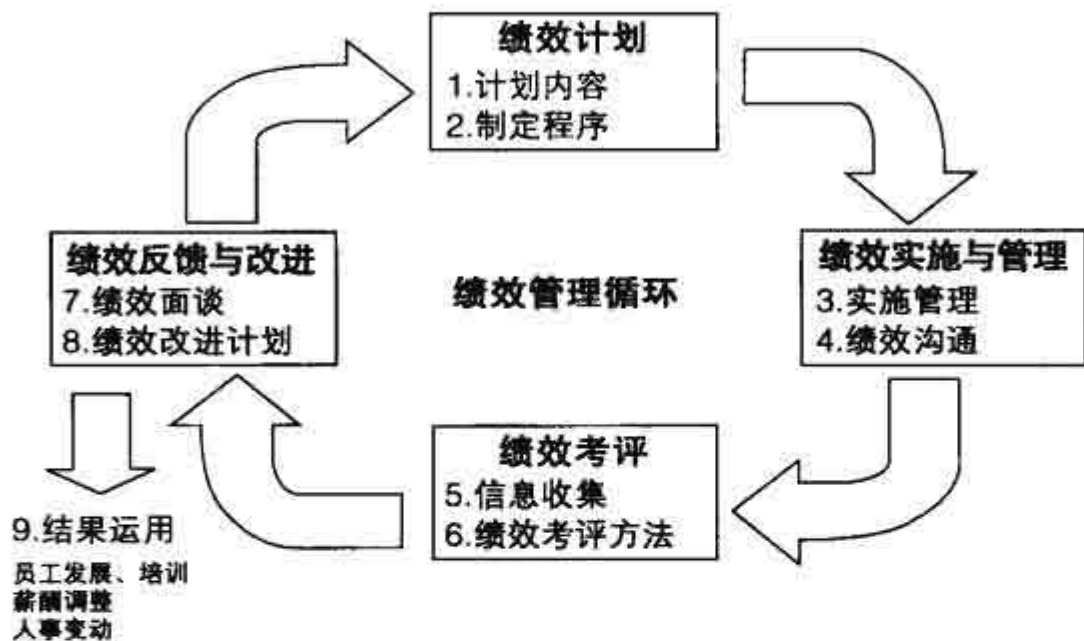 绩效计划
1.计划内容
2.制定程序
绩效反馈与改进
7.绩效面谈
8.绩效改进计划
绩效管理循环
绩效实施与管理
3.实施管理
4.绩效沟通
绩效考评
5.信息收集
6.绩效考评方法
9.结果运用
员工发展、培训
薪酬调整
人事变动